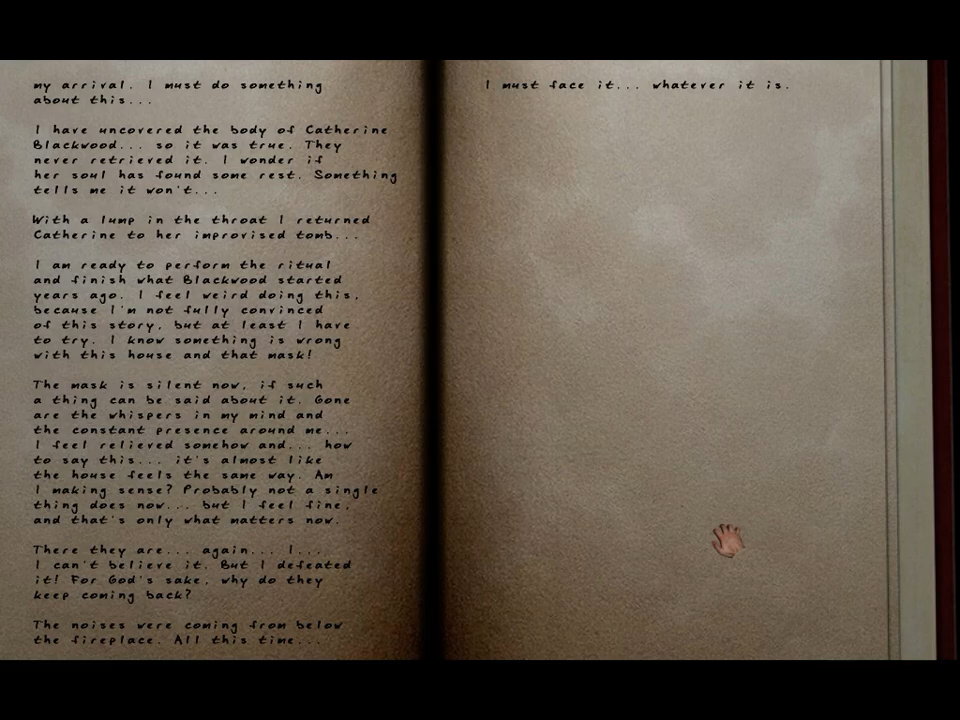 my arrival. I must do something
about this...
I have uncovered the body of Catherine
Blackwood... so it was true. They
never retrieved it. I wonder if
her soul has found some rest. Something
tells me it won't...
With a lump in the throat I returned
Catherine to her improvised tomb...
I am ready to perform the ritual
and finish what Blackwood started
years ago. I feel weird doing this,
because I'm not fully convinced
of this story, but at least I have
to try. I know something is wrong
with this house and that mask!
The mask is silent now, if such
a thing can be said about it. Gone
are the whispers in my mind and
the constant presence around me...
I feel relieved somehow and... how
to say this... it's almost like
the house feels the same way. Am
I making sense? Probably not a single
thing does now... but I feel fine,
and that's only what matters now.
There they are... again... I...
I can't believe it. But I defeated
it! For God's sake, why do they
keep coming back?
The noises were coming from below
the fireplace. All this time...
I must face it... whatever it is.